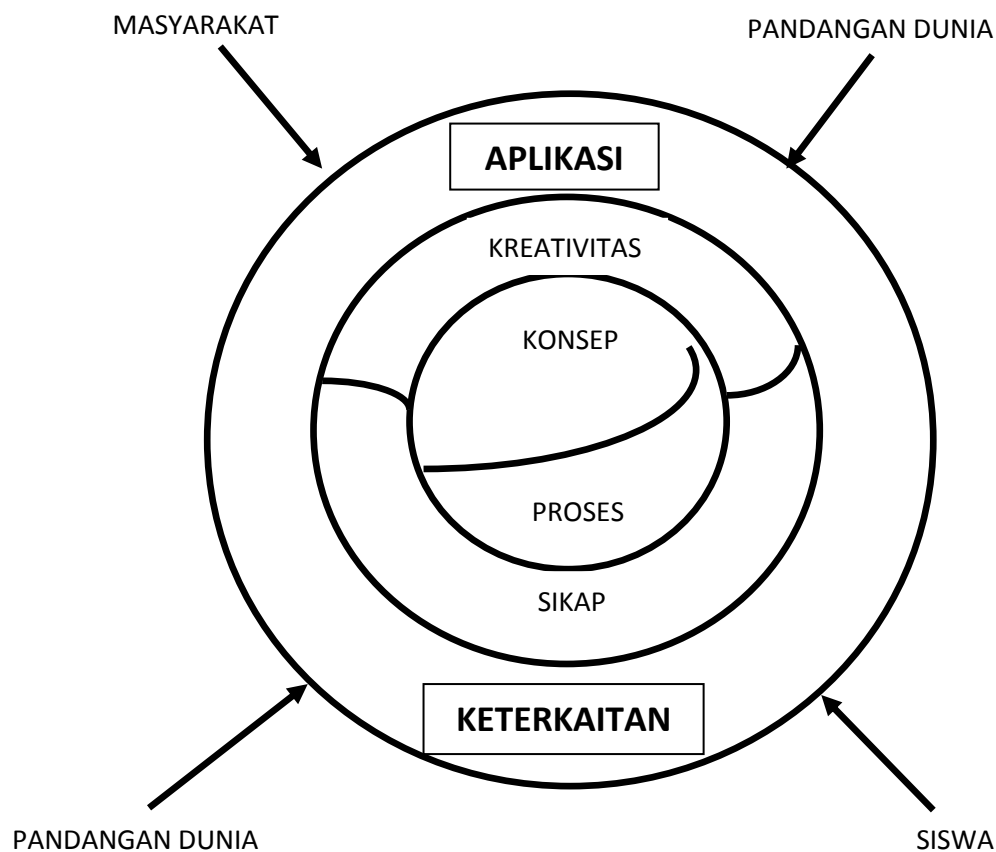 MASYARAKAT
PANDANGAN DUNIA
APLIKASI
KREATIVITAS
KONSEP
PROSES
SIKAP
KETERKAITAN
PANDANGAN DUNIA
SISWA